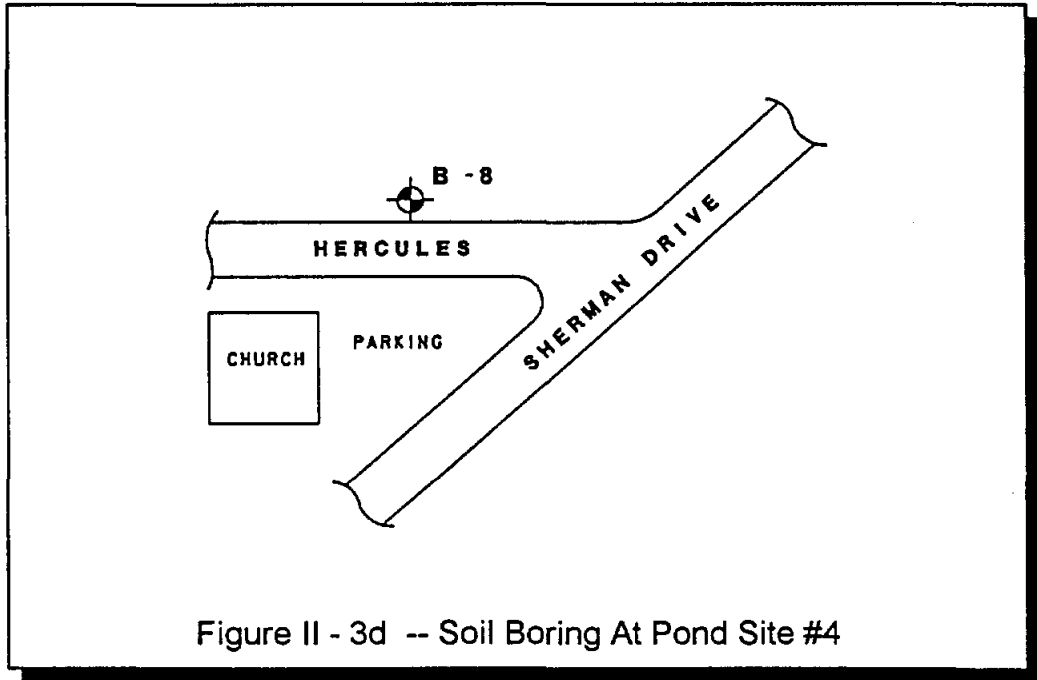 B - 8
HERCULES
SHERMAN DRIVE
PARKING
CHURCH
Figure II - 3d -- Soil Boring At Pond Site #4